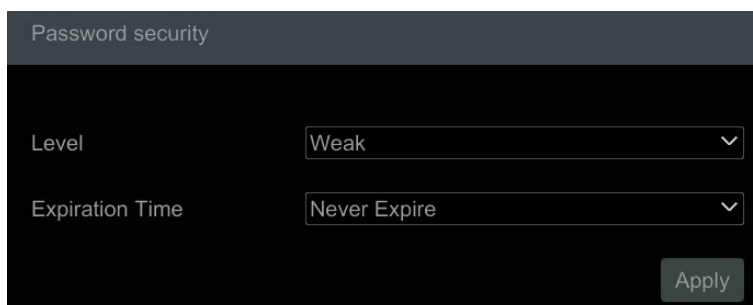 Password security
Level Weak
Expiration Time Never Expire
Apply